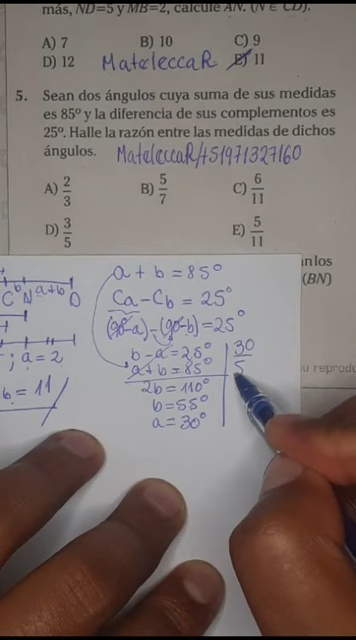 más, ND=5 y MB=2, calcule AN. (N ∈ CD).
A) 7 B) 10 C) 9
D) 12 MateleccaR E) 11
5. Sean dos ángulos cuya suma de sus medidas
es 85° y la diferencia de sus complementos es
25°. Halle la razón entre las medidas de dichos
ángulos. MateleccaR/+51971327160
A) 2/3 B) 5/7 C) 6/11
D) 3/5 E) 5/11
(BN)
a + b = 85°
C b N a+b D
Ca - Cb = 25°
(90-a)-(90-b)=25°
; a = 2
b - a = 25°
a + b = 85°
2b = 110°
b = 55°
a = 30°
30
5
b = 11
u reprodu